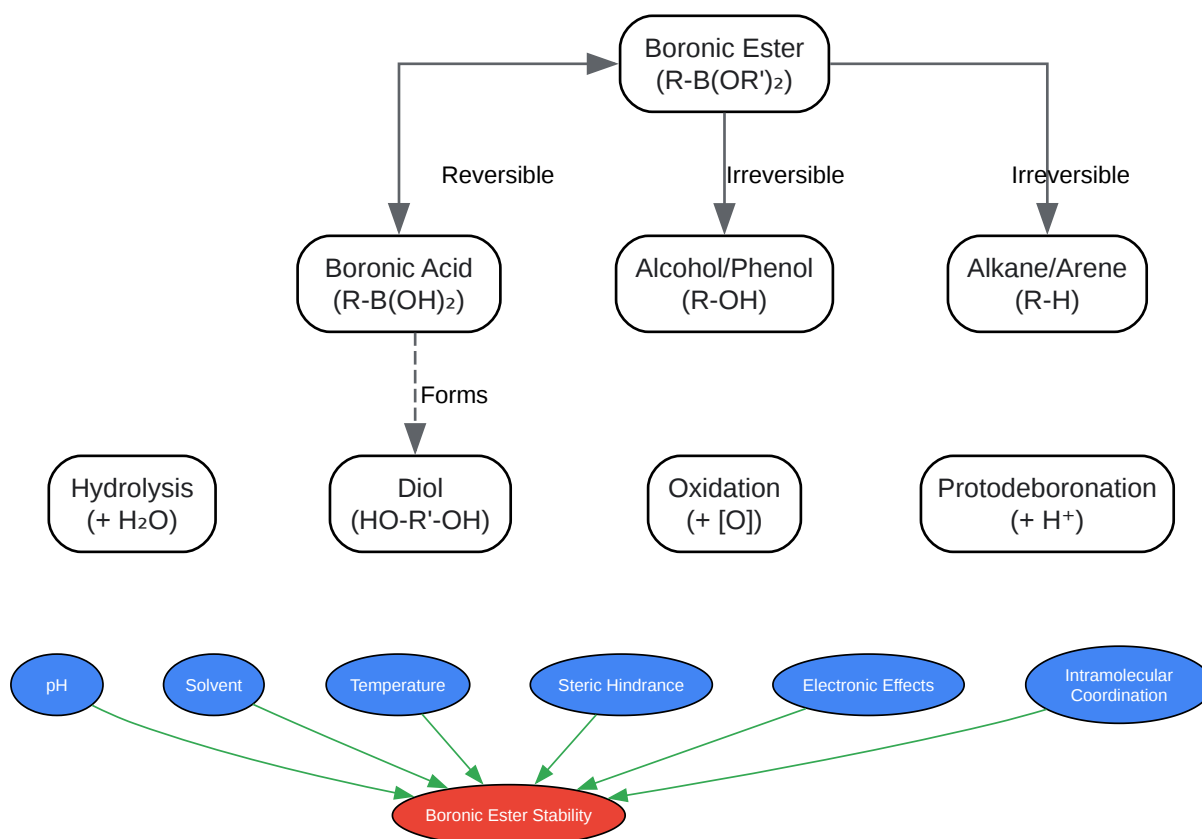 Boronic Ester
(R-B(OR')₂)
Reversible
Irreversible
Irreversible
Boronic Acid
(R-B(OH)₂)
Alcohol/Phenol
(R-OH)
Alkane/Arene
(R-H)
Forms
Hydrolysis
(+ H₂O)
Diol
(HO-R'-OH)
Oxidation
(+ [O])
Protodeboronation
(+ H⁺)
pH
Solvent
Temperature
Steric Hindrance
Electronic Effects
Intramolecular
Coordination
Boronic Ester Stability